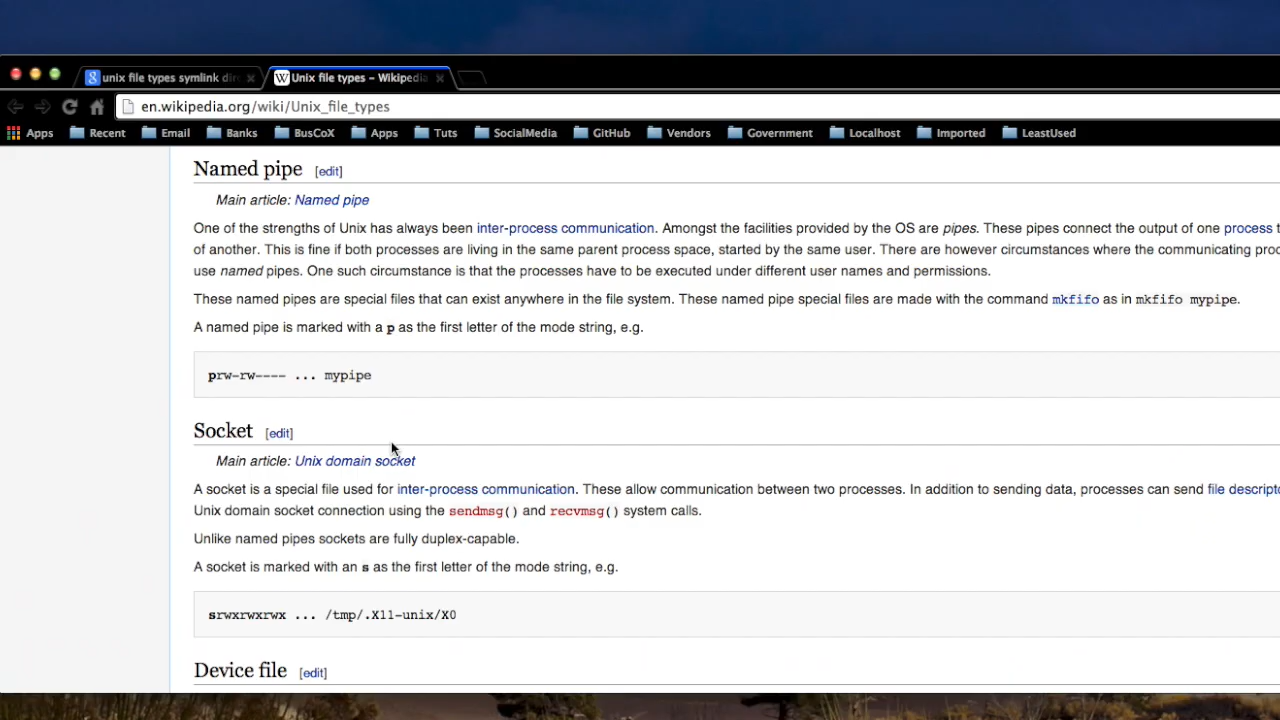 unix file types symlink dir
Unix file types – Wikipedia
en.wikipedia.org/wiki/Unix_file_types
Apps Recent Email Banks BusCoX Apps Tuts SocialMedia GitHub Vendors Government Localhost Imported LeastUsed
Named pipe [edit]
Main article: Named pipe
One of the strengths of Unix has always been inter-process communication. Amongst the facilities provided by the OS are pipes. These pipes connect the output of one process
of another. This is fine if both processes are living in the same parent process space, started by the same user. There are however circumstances where the communicating
use named pipes. One such circumstance is that the processes have to be executed under different user names and permissions.
These named pipes are special files that can exist anywhere in the file system. These named pipe special files are made with the command mkfifo as in mkfifo mypipe.
A named pipe is marked with a p as the first letter of the mode string, e.g.
prw-rw---- ... mypipe
Socket [edit]
Main article: Unix domain socket
A socket is a special file used for inter-process communication. These allow communication between two processes. In addition to sending data, processes can send file
Unix domain socket connection using the sendmsg() and recvmsg() system calls.
Unlike named pipes sockets are fully duplex-capable.
A socket is marked with an s as the first letter of the mode string, e.g.
srwxrwxrwx ... /tmp/.X11-unix/X0
Device file [edit]